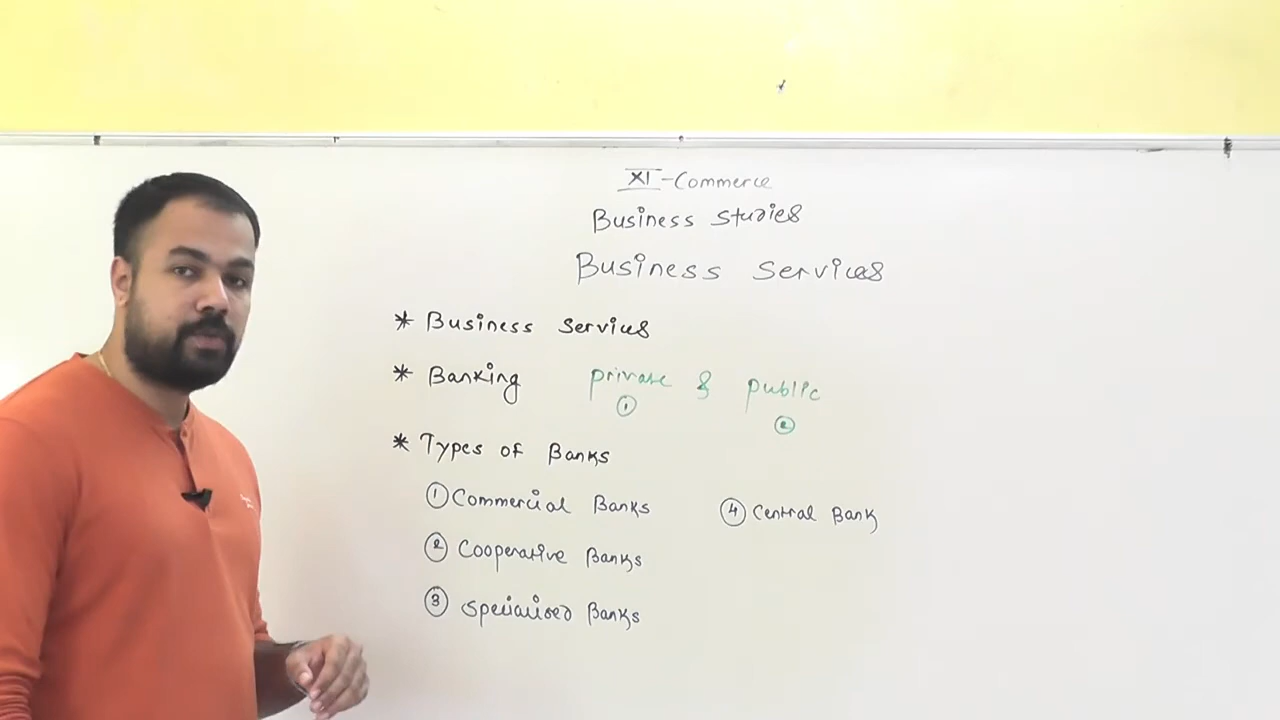 XI-Commerce
Business Studies
Business Services
* Business Services
* Banking private & public
① ②
* Types of Banks
① Commercial Banks ④ Central Bank
② Cooperative Banks
③ Specialised Banks